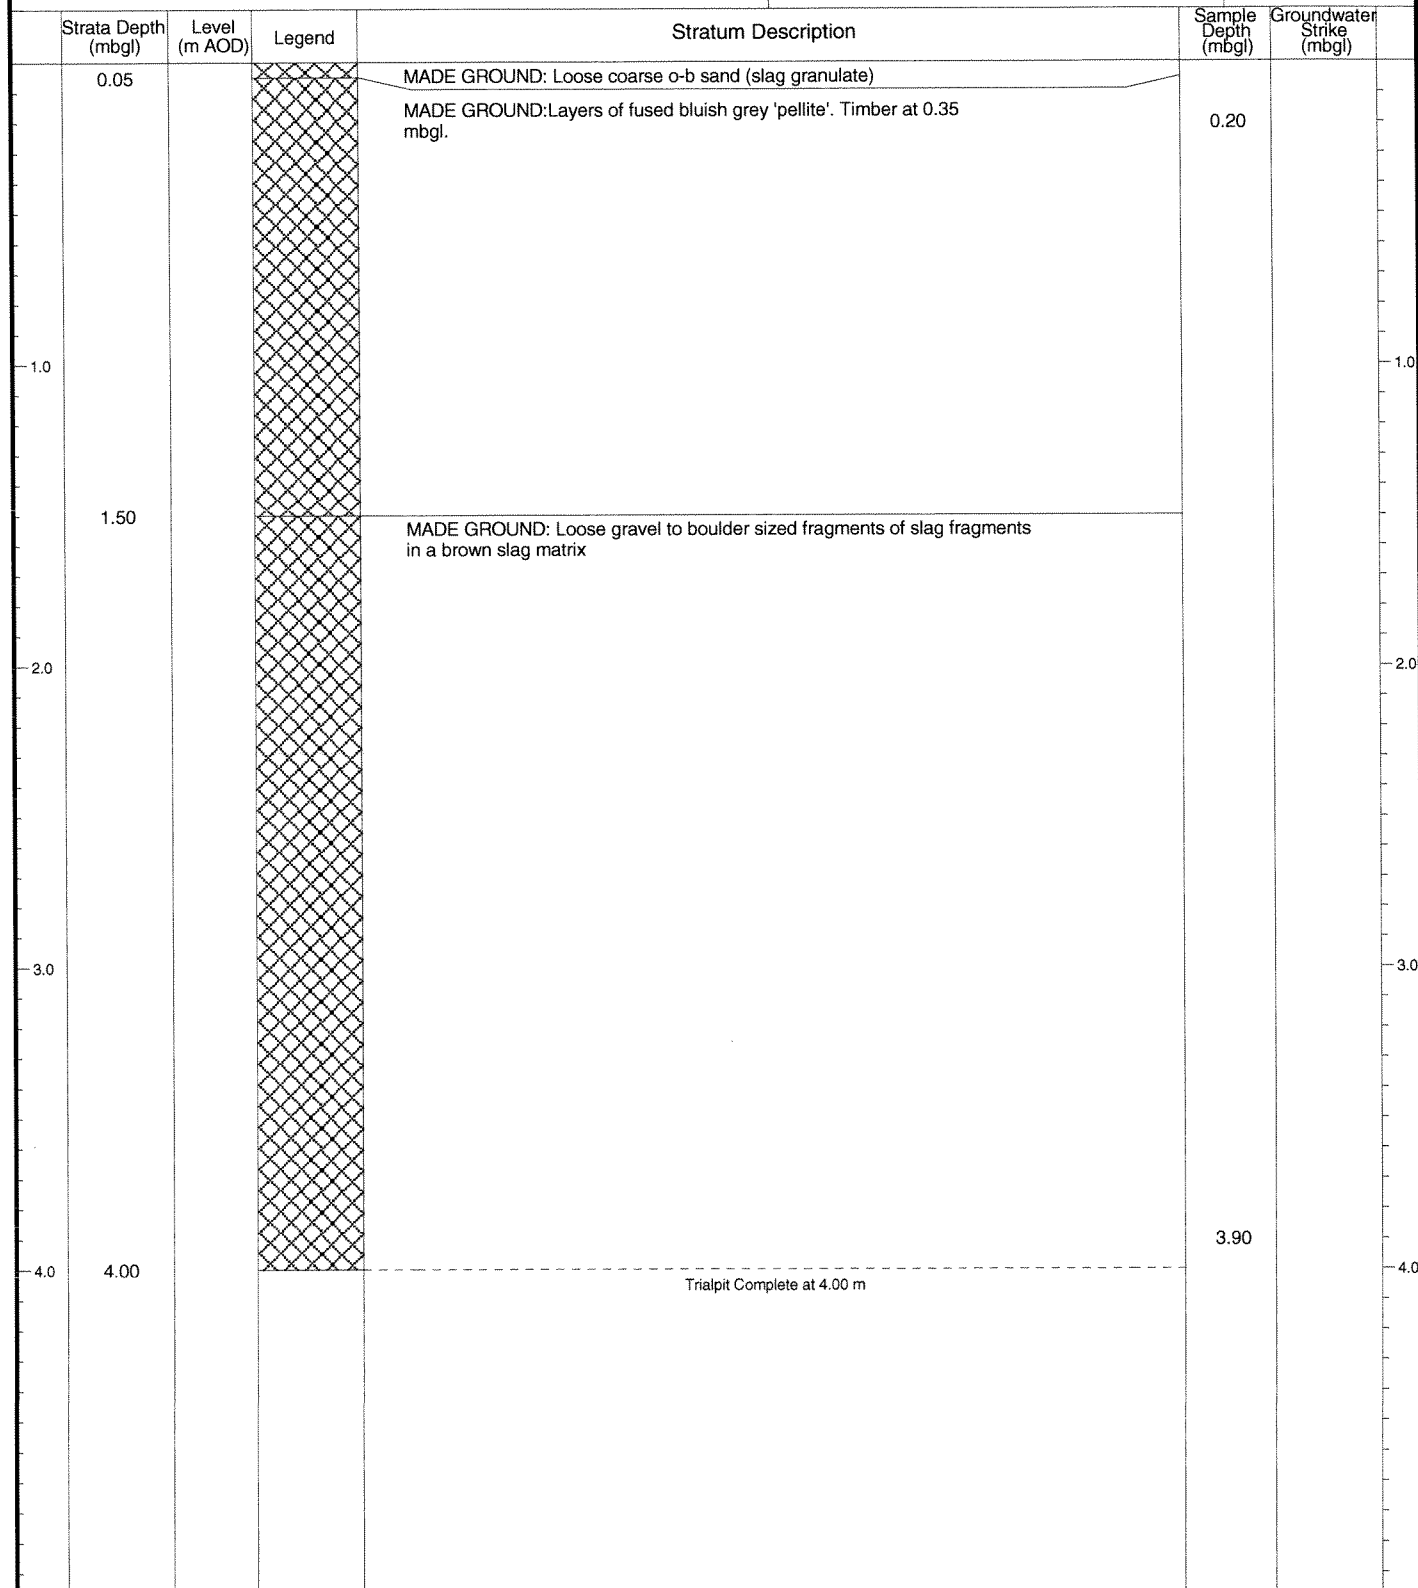 Strata Depth
(mbgl)
Level
(m AOD)
Legend
Stratum Description
Sample
Depth
(mbgl)
Groundwater
Strike
(mbgl)
0.05
MADE GROUND: Loose coarse o-b sand (slag granulate)
MADE GROUND:Layers of fused bluish grey 'pellite'. Timber at 0.35
mbgl.
0.20
1.0
1.0
1.50
MADE GROUND: Loose gravel to boulder sized fragments of slag fragments
in a brown slag matrix
2.0
2.0
3.0
3.0
3.90
4.0
4.00
4.0
Trialpit Complete at 4.00 m